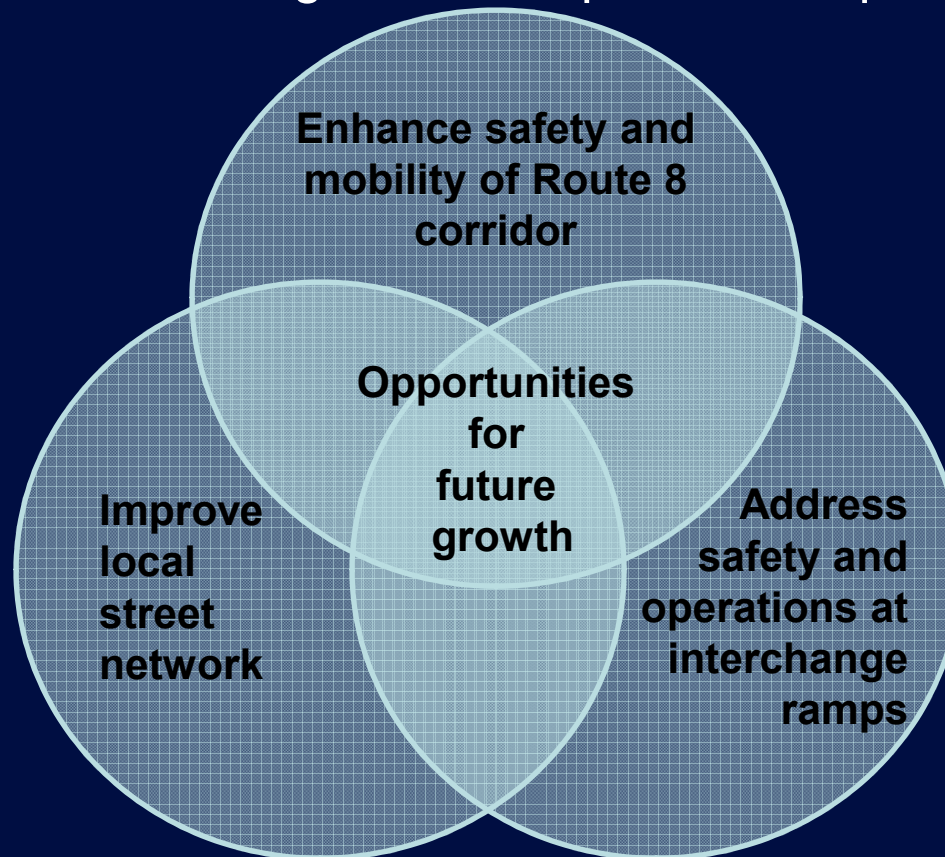 Enhance safety and
mobility of Route 8
corridor
Opportunities
for
future
growth
Improve
local
street
network
Address
safety and
operations at
interchange
ramps